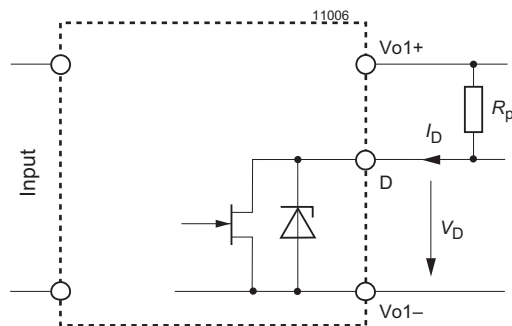 11006
Vo1+
Rp
ID
Input
D
VD
Vo1–